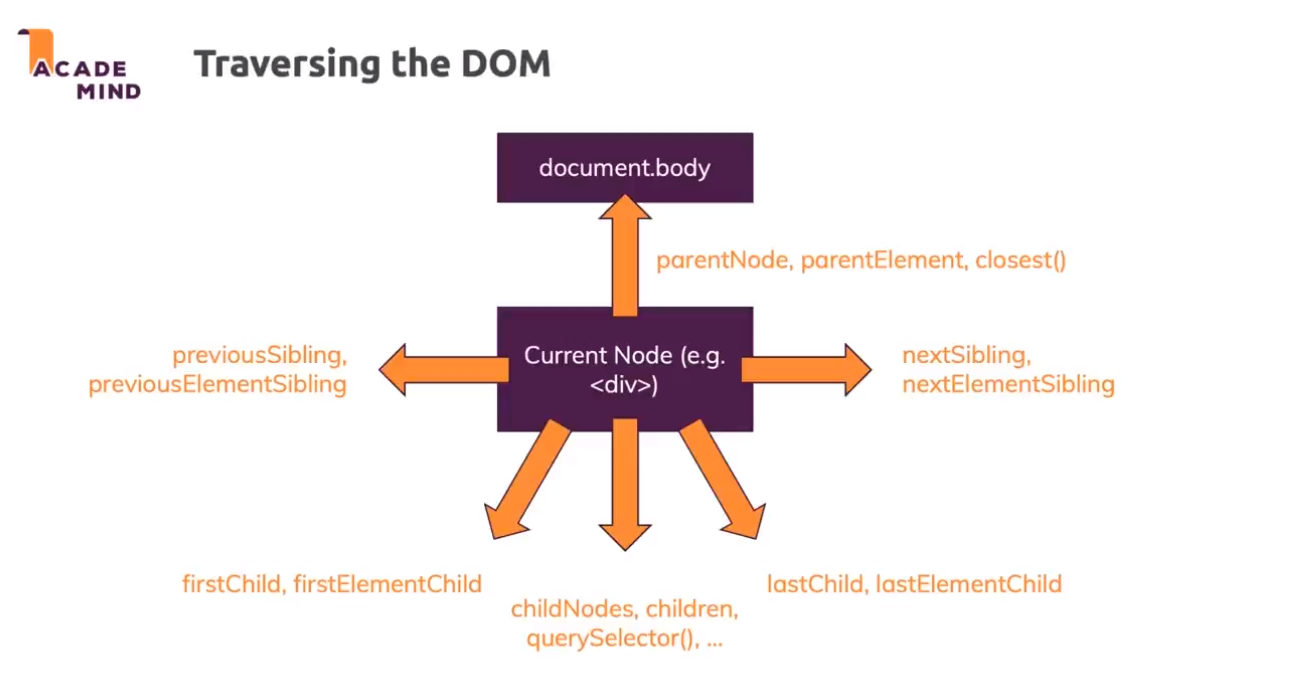 ACADE
MIND
Traversing the DOM
document.body
parentNode, parentElement, closest()
previousSibling,
previousElementSibling
Current Node (e.g.
<div>)
nextSibling,
nextElementSibling
firstChild, firstElementChild
childNodes, children,
querySelector(), ...
lastChild, lastElementChild